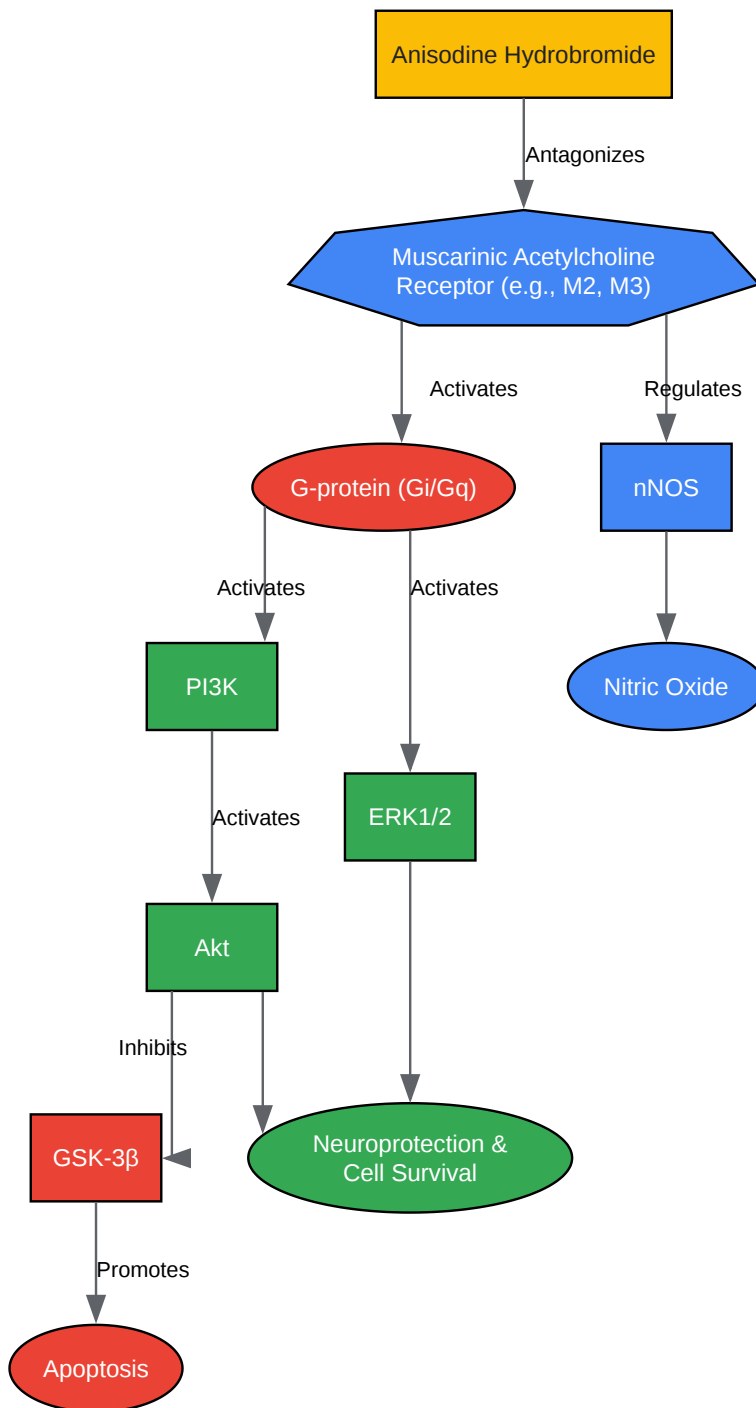 Anisodine Hydrobromide
Antagonizes
Muscarinic Acetylcholine
Receptor (e.g., M2, M3)
Activates
Regulates
G-protein (Gi/Gq)
nNOS
Activates
Activates
PI3K
Nitric Oxide
Activates
ERK1/2
Akt
Inhibits
GSK-3β
Neuroprotection &
Cell Survival
Promotes
Apoptosis